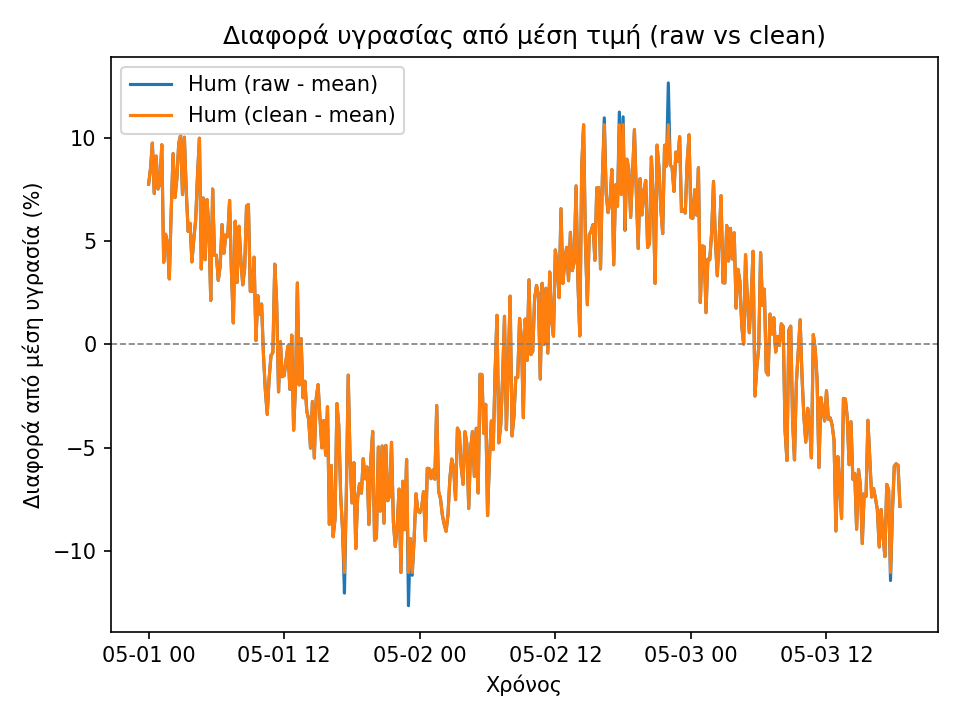 Διαφορά υγρασίας από μέση τιμή (raw vs clean)
Hum (raw - mean)
Hum (clean - mean)
Διαφορά από μέση υγρασία (%)
10
5
0
−5
−10
05-01 00 05-01 12 05-02 00 05-02 12 05-03 00 05-03 12
Χρόνος